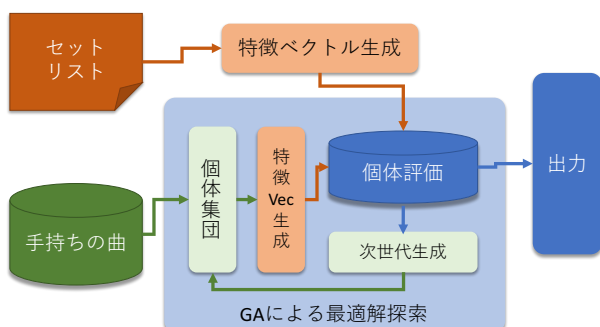 セット
リスト
特徴ベクトル生成
手持ちの曲
個体
集団
特徴
Vec
生成
個体評価
次世代生成
出力
GAによる最適解探索